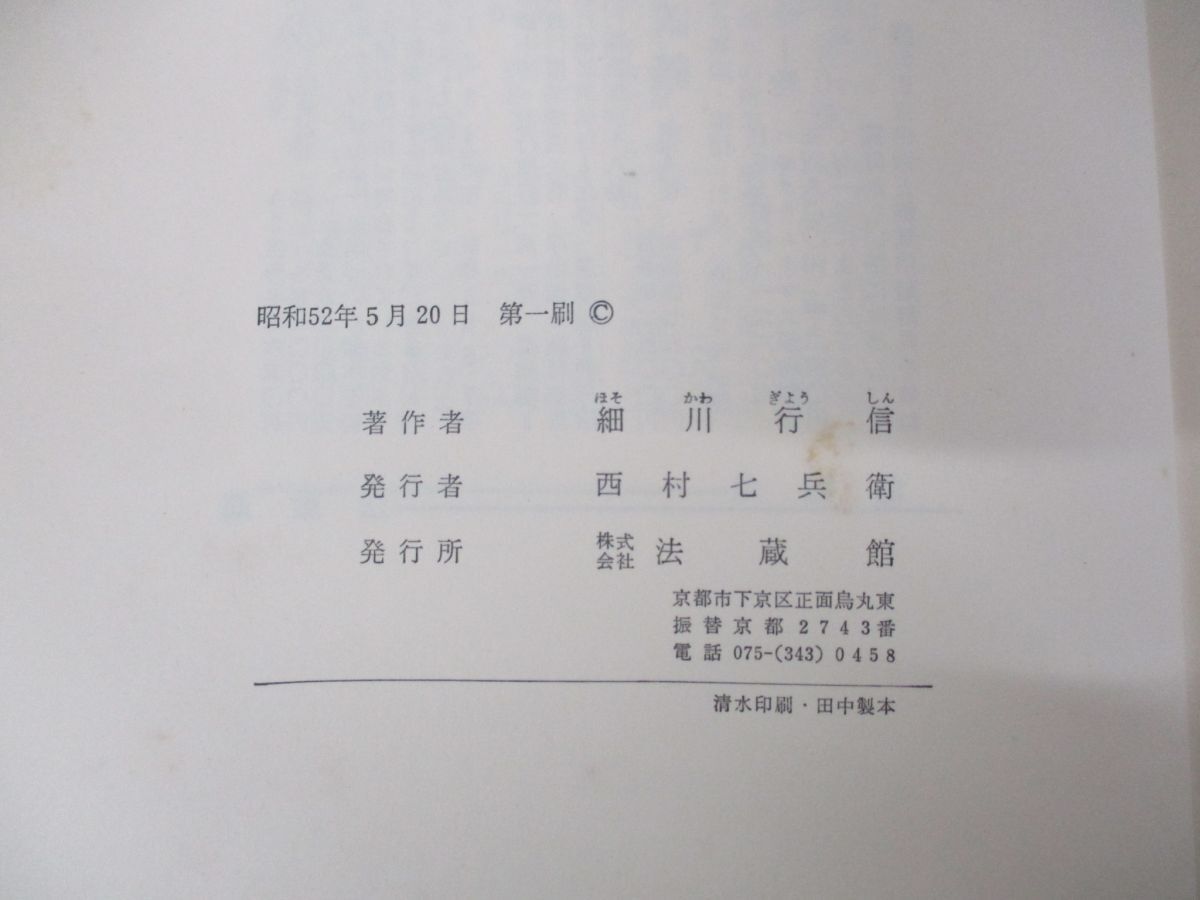 昭和52年5月20日 第一刷 ©
著作者 細川行信
ほそ かわ ぎよう しん
発行者 西村七兵衛
発行所 株式会社 法蔵館
京都市下京区正面烏丸東
振替京都2743番
電話 075-(343) 0458
清水印刷・田中製本